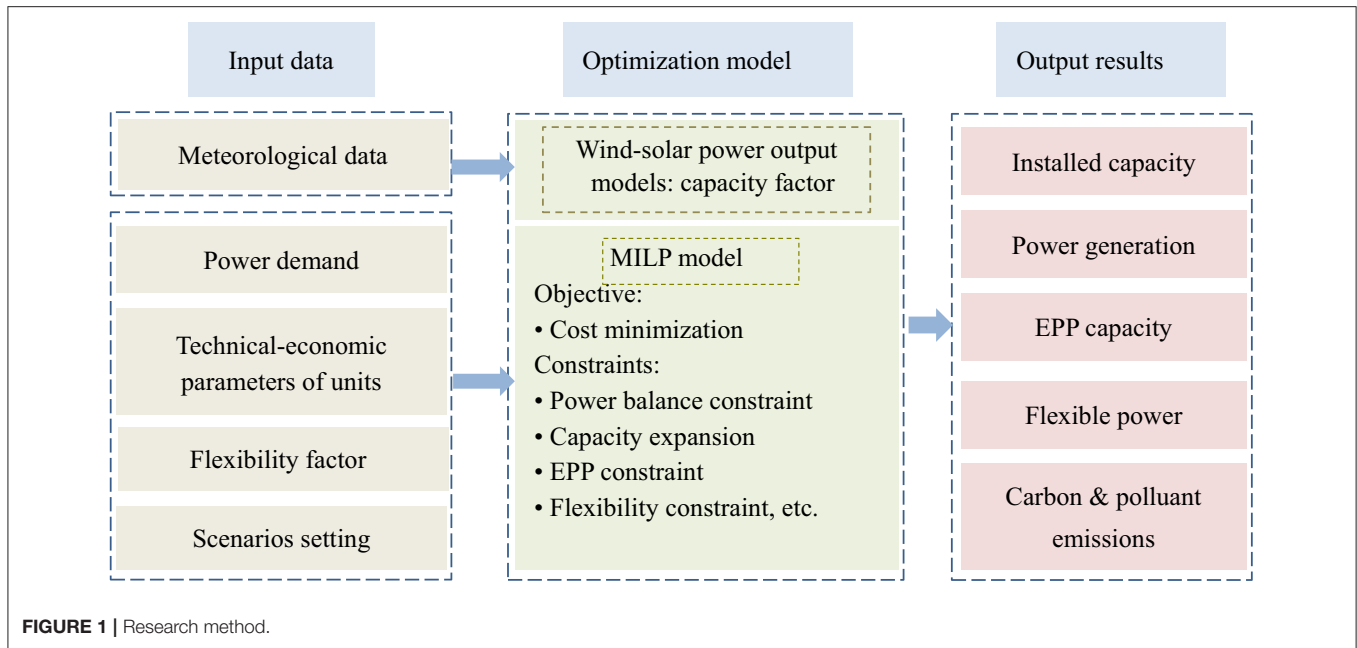 Input data
Optimization model
Output results
Meteorological data
Power demand
Technical-economic
parameters of units
Flexibility factor
Scenarios setting
Wind-solar power output
models: capacity factor
MILP model
Objective:
• Cost minimization
Constraints:
• Power balance constraint
• Capacity expansion
• EPP constraint
• Flexibility constraint, etc.
Installed capacity
Power generation
EPP capacity
Flexible power
Carbon & polluant
emissions
FIGURE 1 | Research method.